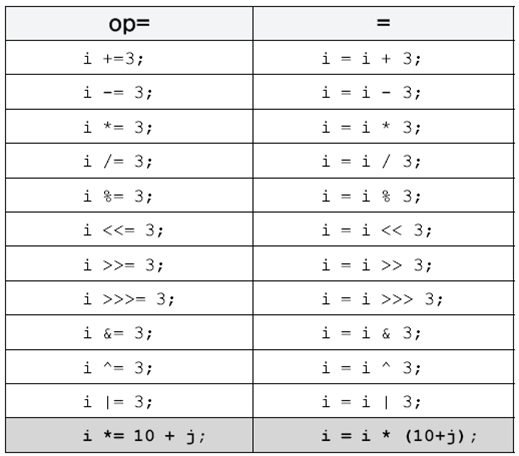 op= =
i +=3; i = i + 3;
i -= 3; i = i - 3;
i *= 3; i = i * 3;
i /= 3; i = i / 3;
i %= 3; i = i % 3;
i <<= 3; i = i << 3;
i >>= 3; i = i >> 3;
i >>>= 3; i = i >>> 3;
i &= 3; i = i & 3;
i ^= 3; i = i ^ 3;
i |= 3; i = i | 3;
i *= 10 + j; i = i * (10+j);